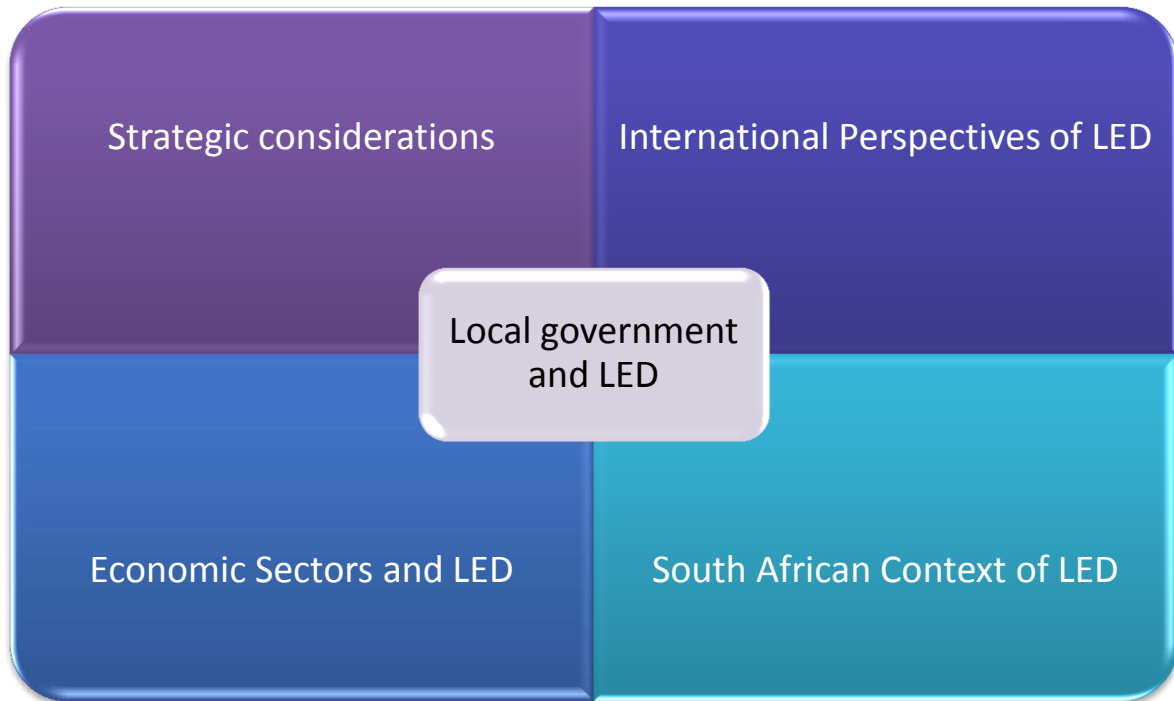 Strategic considerations
International Perspectives of LED
Local government
and LED
Economic Sectors and LED
South African Context of LED